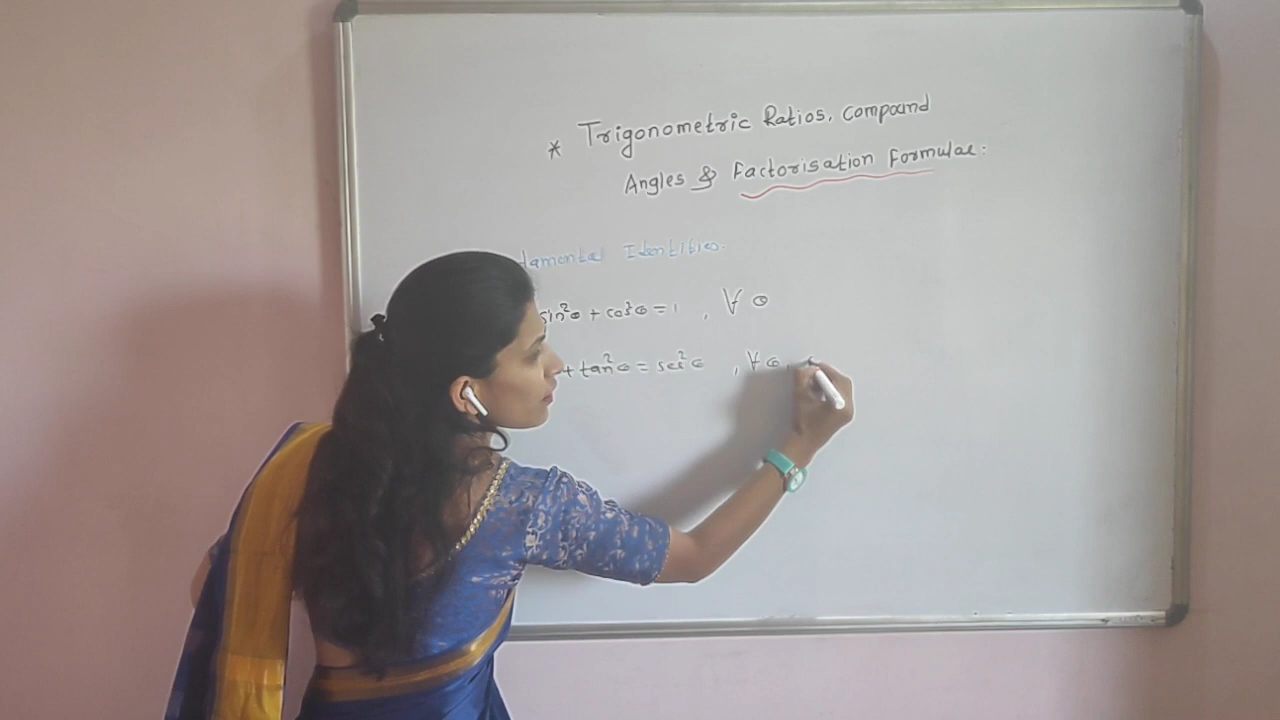 * Trigonometric Ratios, compound
Angles & Factorisation Formulae:
damental Identities.
sin²θ + cos²θ = 1 , ∀ θ
+ tan²θ = sec²θ , ∀ θ,